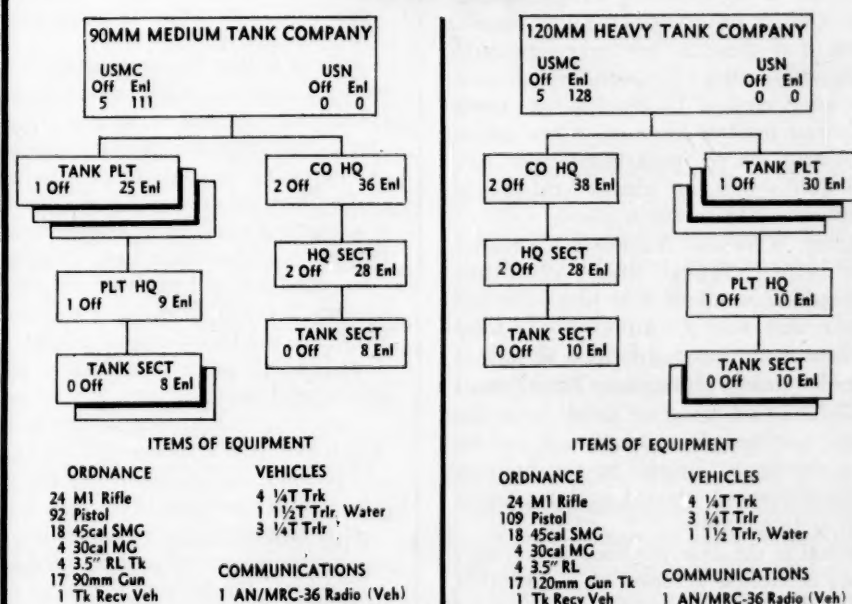 90MM MEDIUM TANK COMPANY
USMC USN
Off Enl Off Enl
5 111 0 0
TANK PLT
1 Off 25 Enl
CO HQ
2 Off 36 Enl
PLT HQ
1 Off 9 Enl
HQ SECT
2 Off 28 Enl
TANK SECT
0 Off 8 Enl
TANK SECT
0 Off 8 Enl
ITEMS OF EQUIPMENT
ORDNANCE
24 M1 Rifle
92 Pistol
18 45cal SMG
4 30cal MG
4 3.5" RL Tk
17 90mm Gun
1 Tk Recv Veh
VEHICLES
4 ¼T Trk
1 1½T Trlr, Water
3 ¼T Trlr
COMMUNICATIONS
1 AN/MRC-36 Radio (Veh)
120MM HEAVY TANK COMPANY
USMC USN
Off Enl Off Enl
5 128 0 0
CO HQ
2 Off 38 Enl
TANK PLT
1 Off 30 Enl
HQ SECT
2 Off 28 Enl
PLT HQ
1 Off 10 Enl
TANK SECT
0 Off 10 Enl
TANK SECT
0 Off 10 Enl
ITEMS OF EQUIPMENT
ORDNANCE
24 M1 Rifle
109 Pistol
18 45cal SMG
4 30cal MG
4 3.5" RL
17 120mm Gun Tk
1 Tk Recv Veh
VEHICLES
4 ¼T Trk
3 ¼T Trlr
1 1½ Trlr, Water
COMMUNICATIONS
1 AN/MRC-36 Radio (Veh)